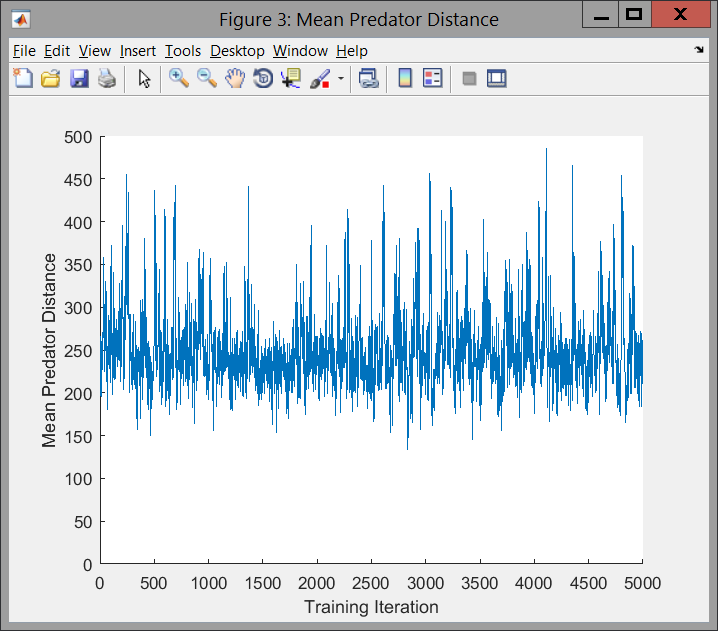 Figure 3: Mean Predator Distance
File Edit View Insert Tools Desktop Window Help
500
450
400
350
300
250
200
150
100
50
0
Mean Predator Distance
0 500 1000 1500 2000 2500 3000 3500 4000 4500 5000
Training Iteration